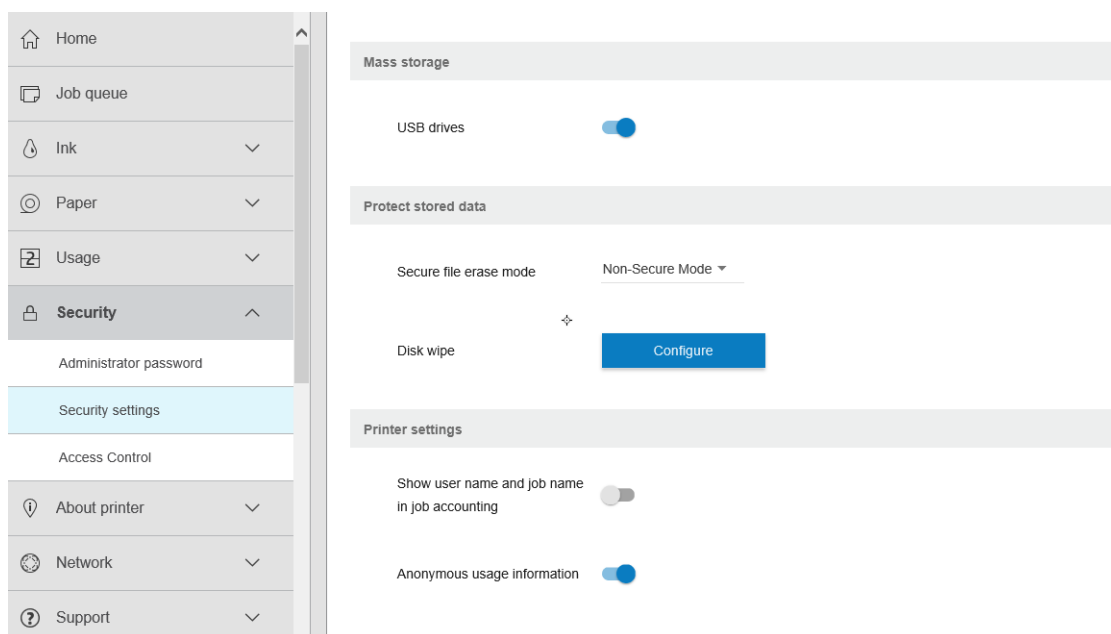 Home
Job queue
Ink
Paper
2 Usage
Security
Administrator password
Security settings
Access Control
About printer
Network
? Support
Mass storage
USB drives
Protect stored data
Secure file erase mode Non-Secure Mode
Disk wipe Configure
Printer settings
Show user name and job name
in job accounting
Anonymous usage information